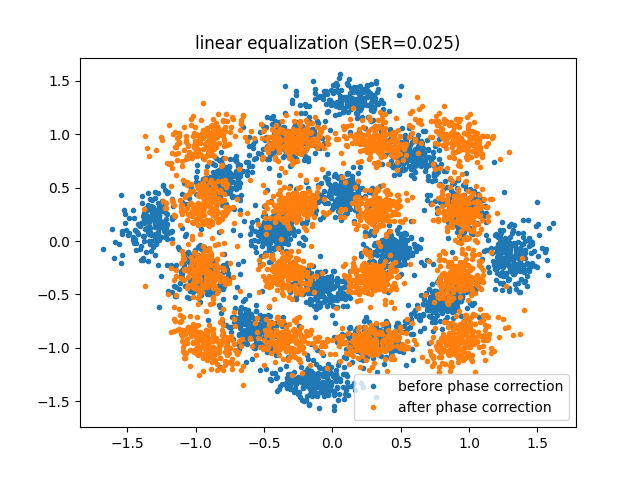 linear equalization (SER=0.025)
1.5
1.0
0.5
0.0
−0.5
−1.0
−1.5
before phase correction
after phase correction
−1.5 −1.0 −0.5 0.0 0.5 1.0 1.5